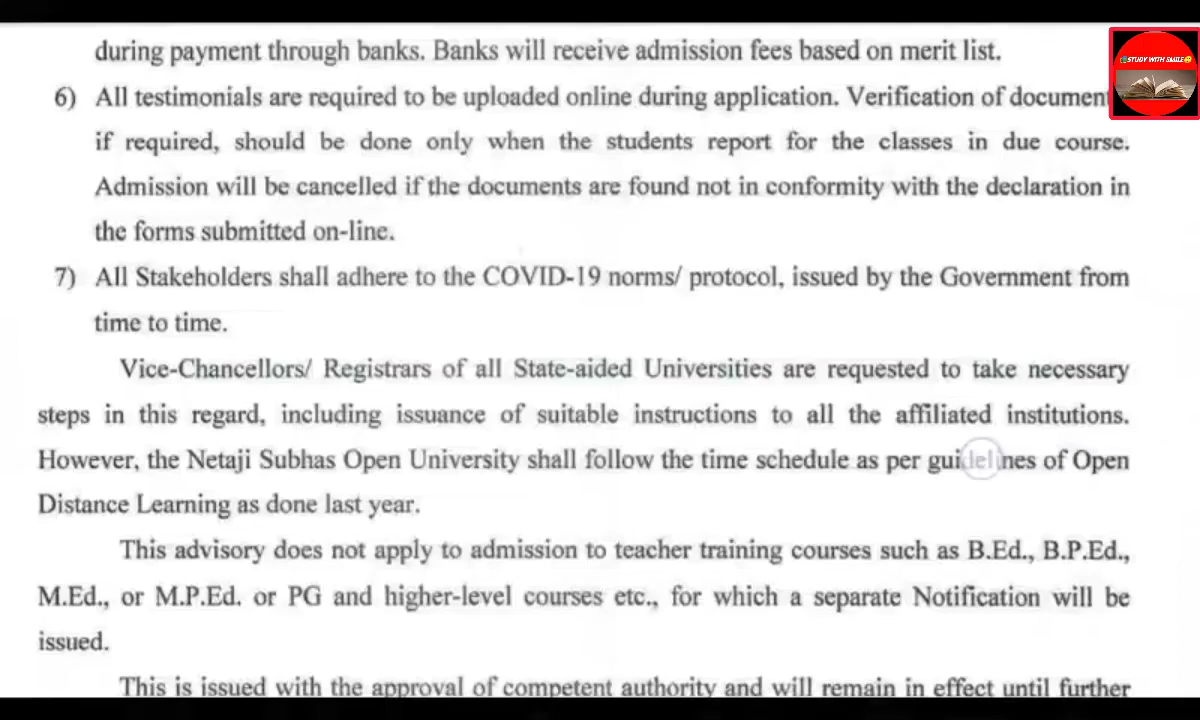 during payment through banks. Banks will receive admission fees based on merit list.
STUDY WITH SMILE
6) All testimonials are required to be uploaded online during application. Verification of document
if required, should be done only when the students report for the classes in due course.
Admission will be cancelled if the documents are found not in conformity with the declaration in
the forms submitted on-line.
7) All Stakeholders shall adhere to the COVID-19 norms/ protocol, issued by the Government from
time to time.
Vice-Chancellors/ Registrars of all State-aided Universities are requested to take necessary
steps in this regard, including issuance of suitable instructions to all the affiliated institutions.
However, the Netaji Subhas Open University shall follow the time schedule as per guidelines of Open
Distance Learning as done last year.
This advisory does not apply to admission to teacher training courses such as B.Ed., B.P.Ed.,
M.Ed., or M.P.Ed. or PG and higher-level courses etc., for which a separate Notification will be
issued.
This is issued with the approval of competent authority and will remain in effect until further